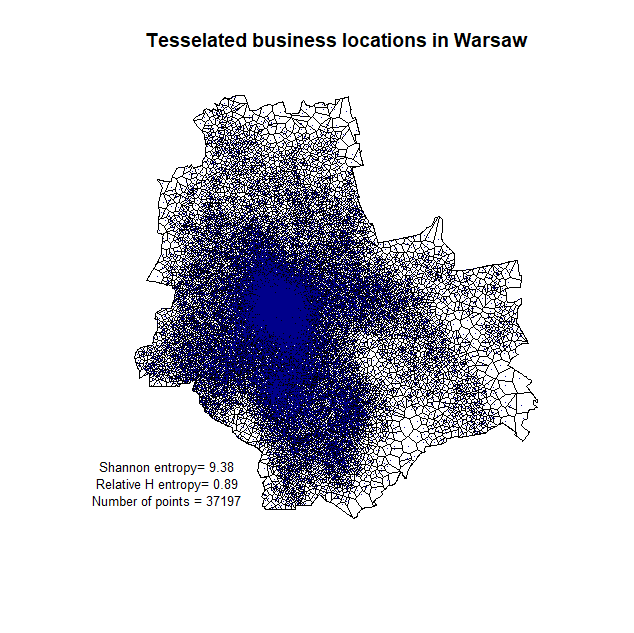 Tesselated business locations in Warsaw
Shannon entropy= 9.38
Relative H entropy= 0.89
Number of points = 37197